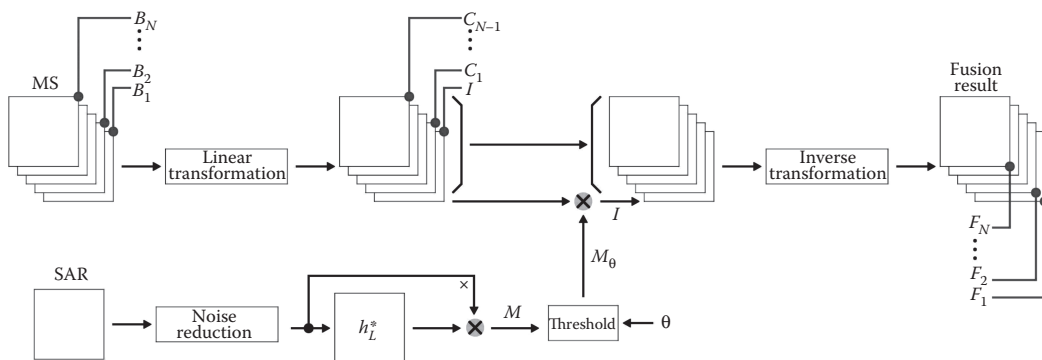 B_N
B_2
B_1
MS
C_{N−1}
C_1
I
Fusion
result
Linear
transformation
Inverse
transformation
I
F_N
F_2
F_1
M_θ
SAR
Noise
reduction
×
h_L^*
M
Threshold
θ